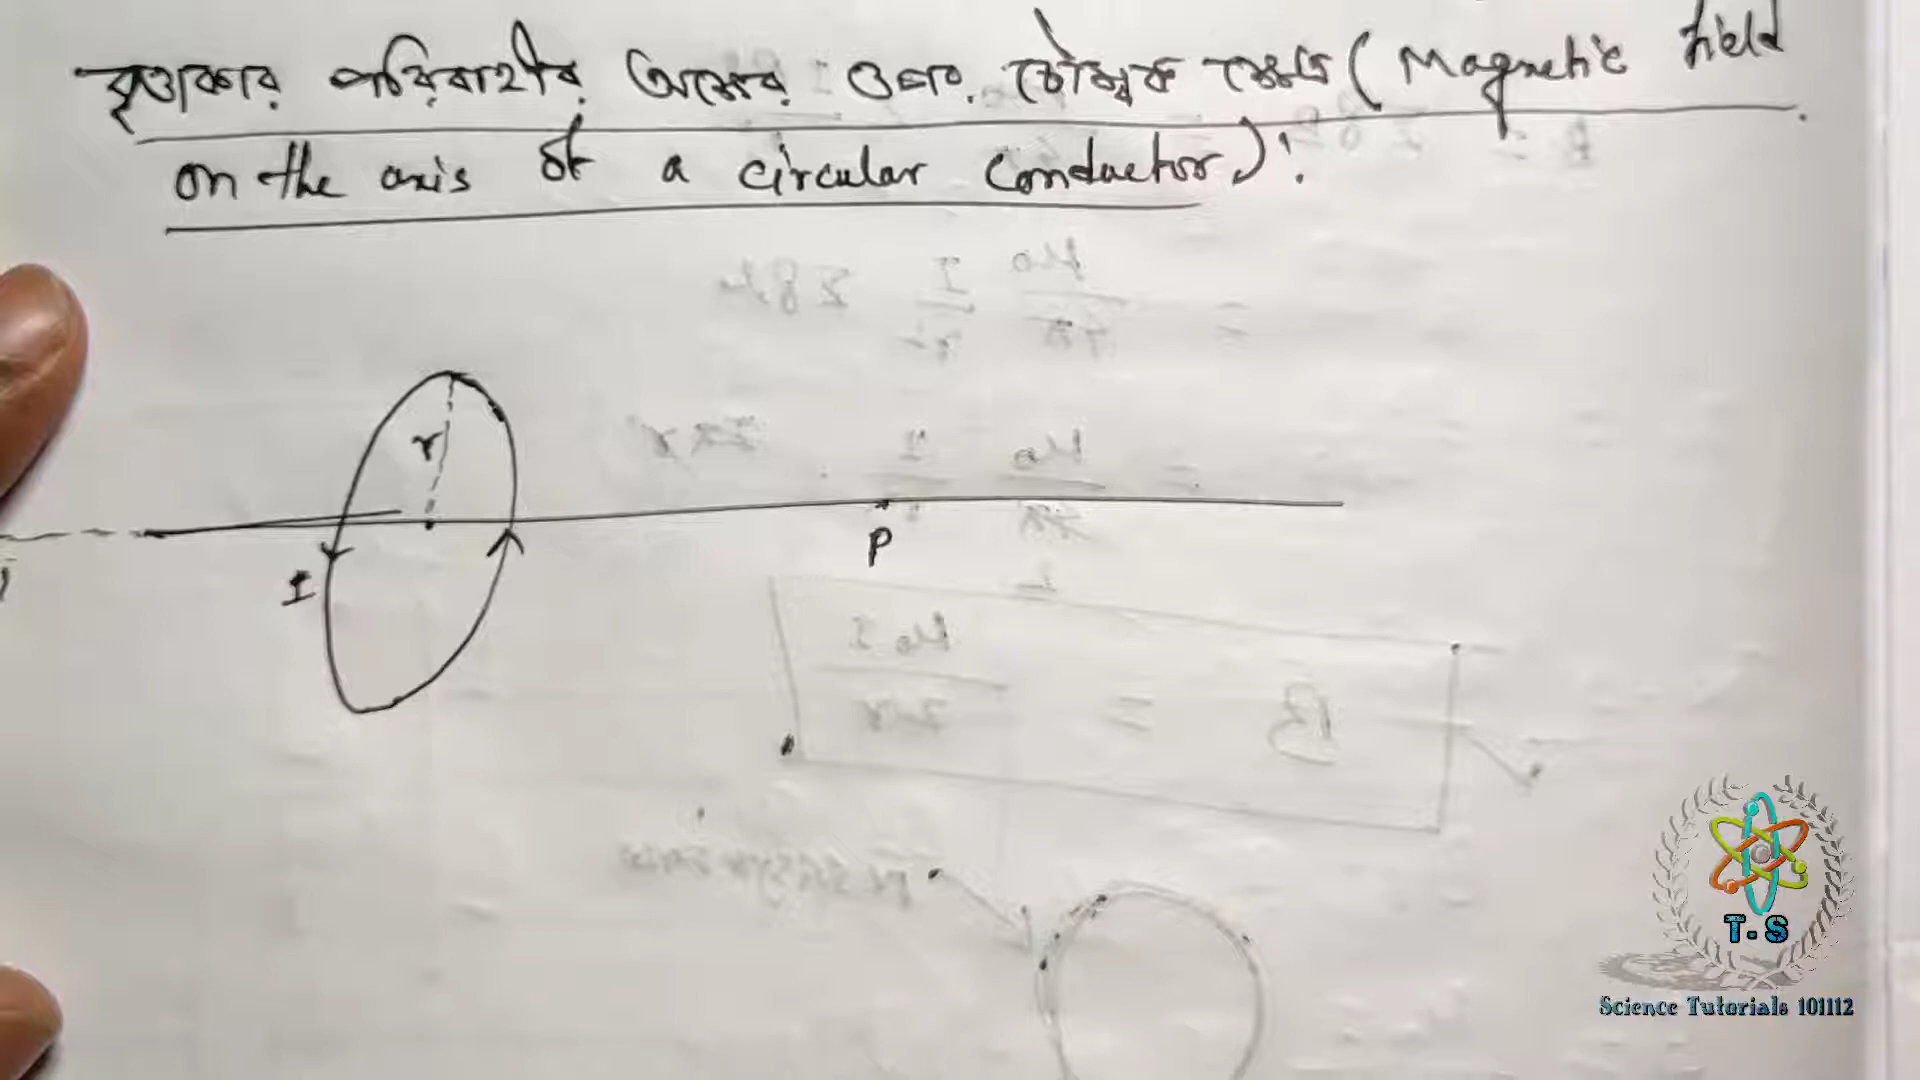 বৃত্তাকার পরিবাহীর অক্ষের ওপর চৌম্বক ক্ষেত্র (Magnetic field
on the axis of a circular conductor):
r
I
P
T.S
Science Tutorials 101112